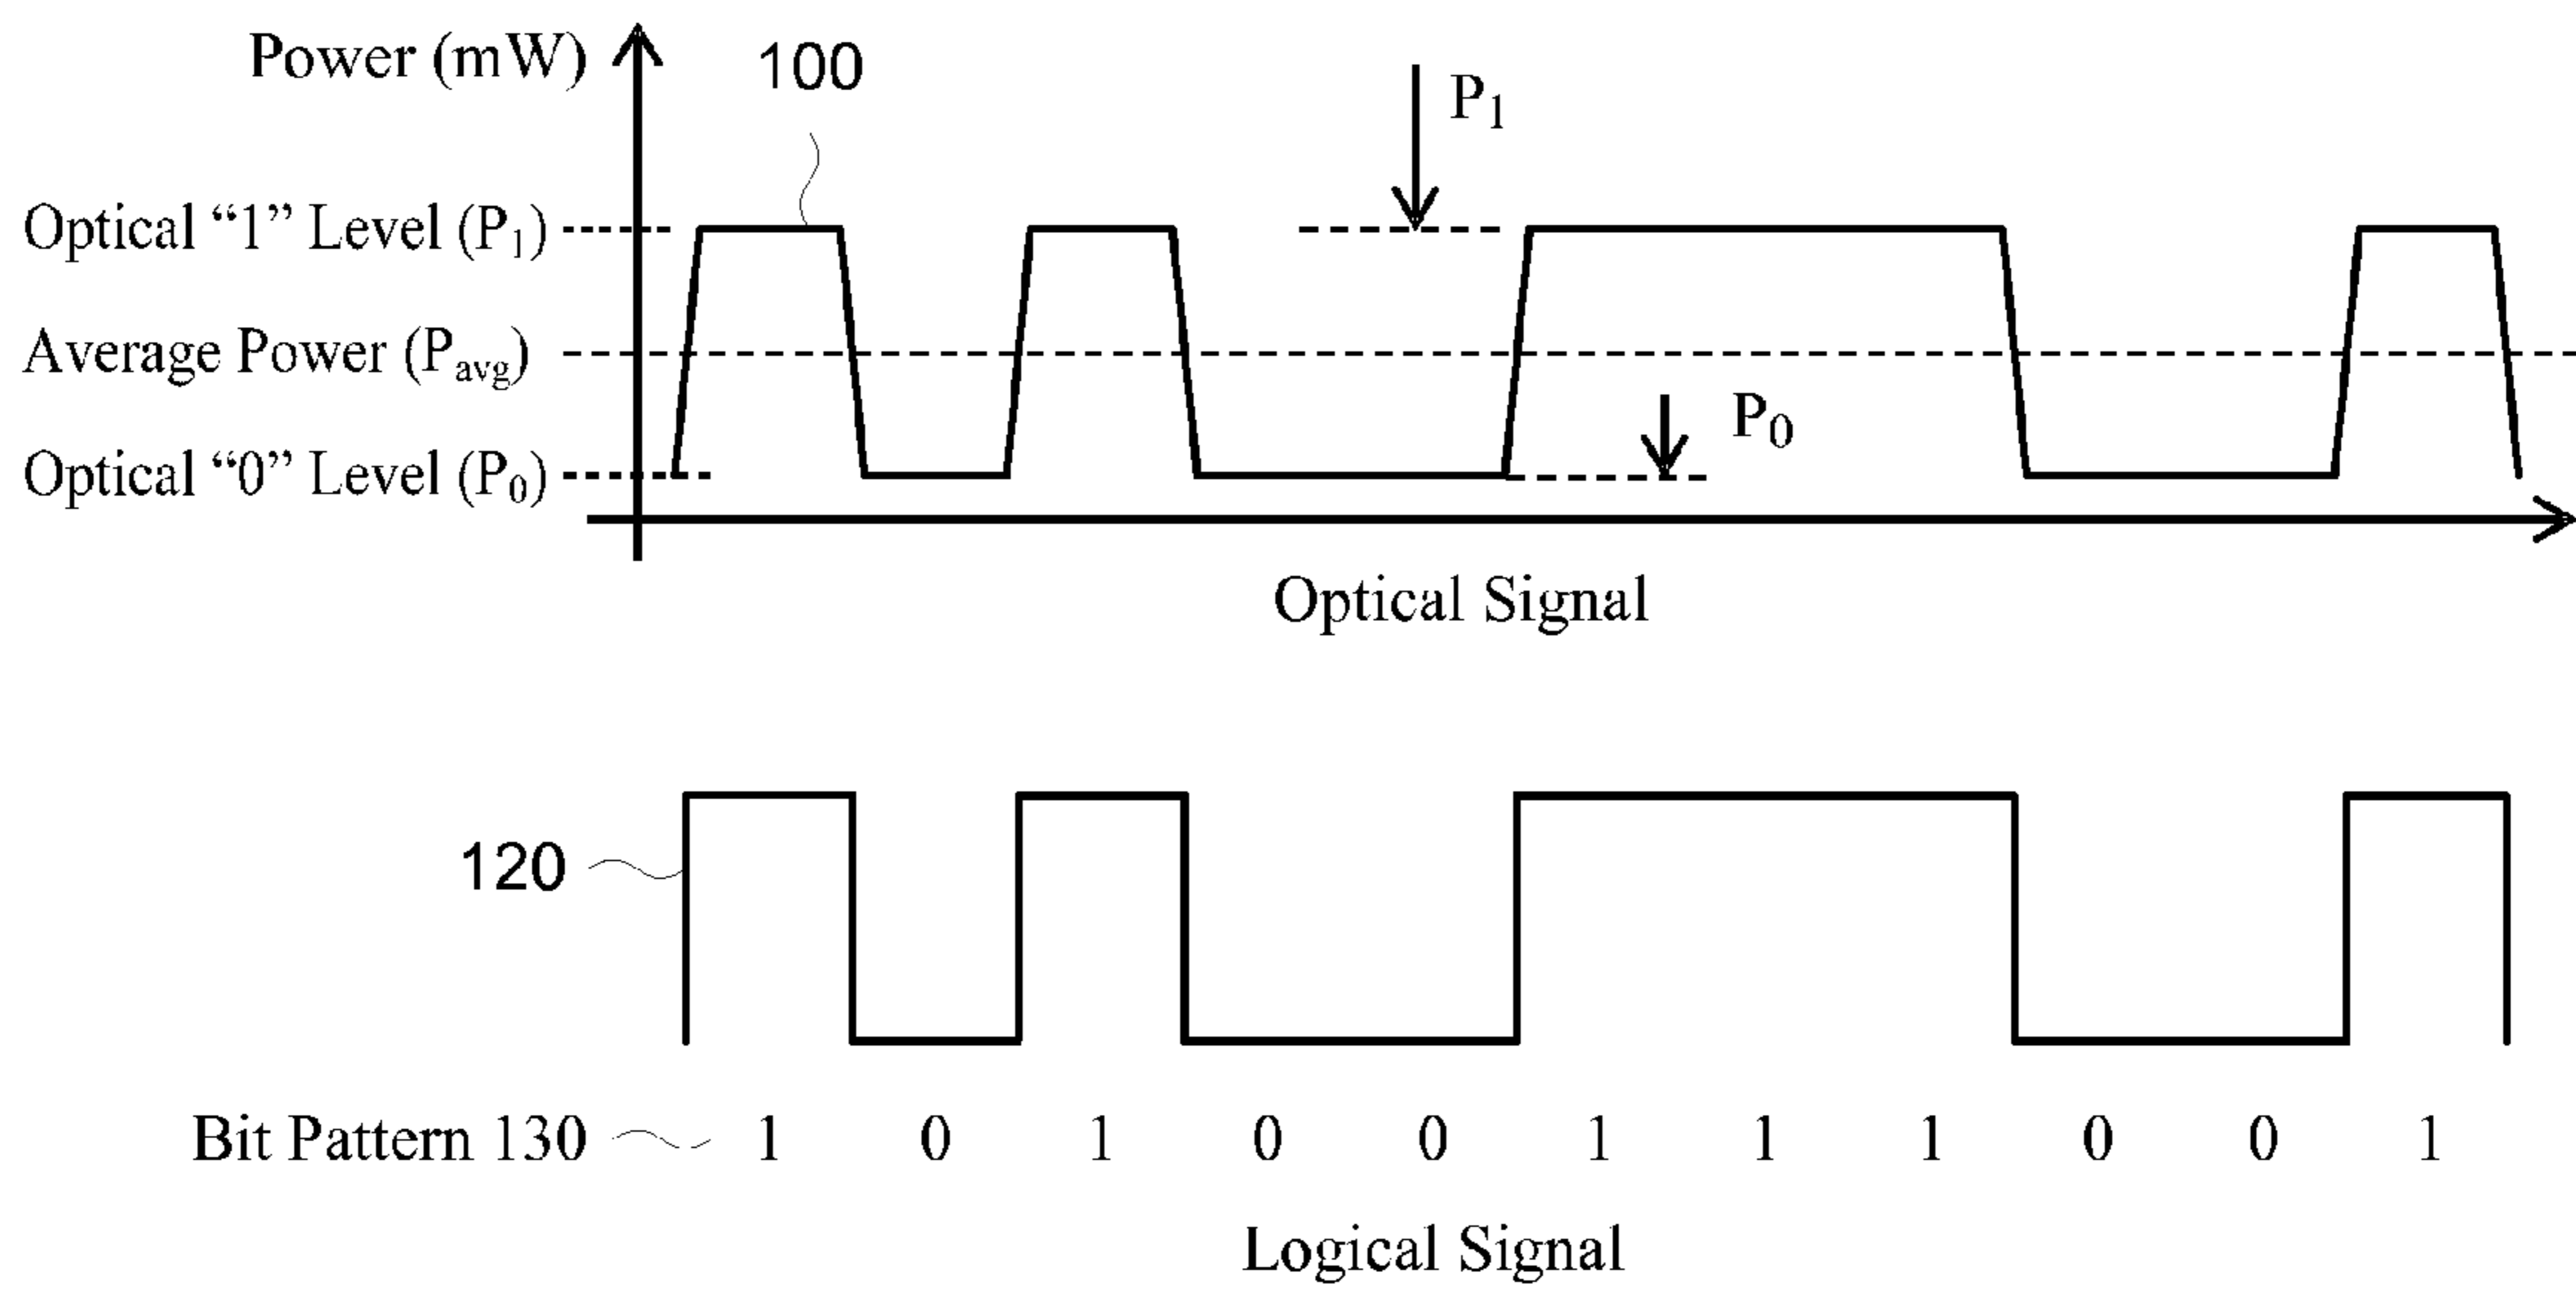 Power (mW)
100
P1
Optical “1” Level (P1)
Average Power (Pavg)
P0
Optical “0” Level (P0)
Optical Signal
120
Bit Pattern 130 1 0 1 0 0 1 1 1 0 0 1
Logical Signal